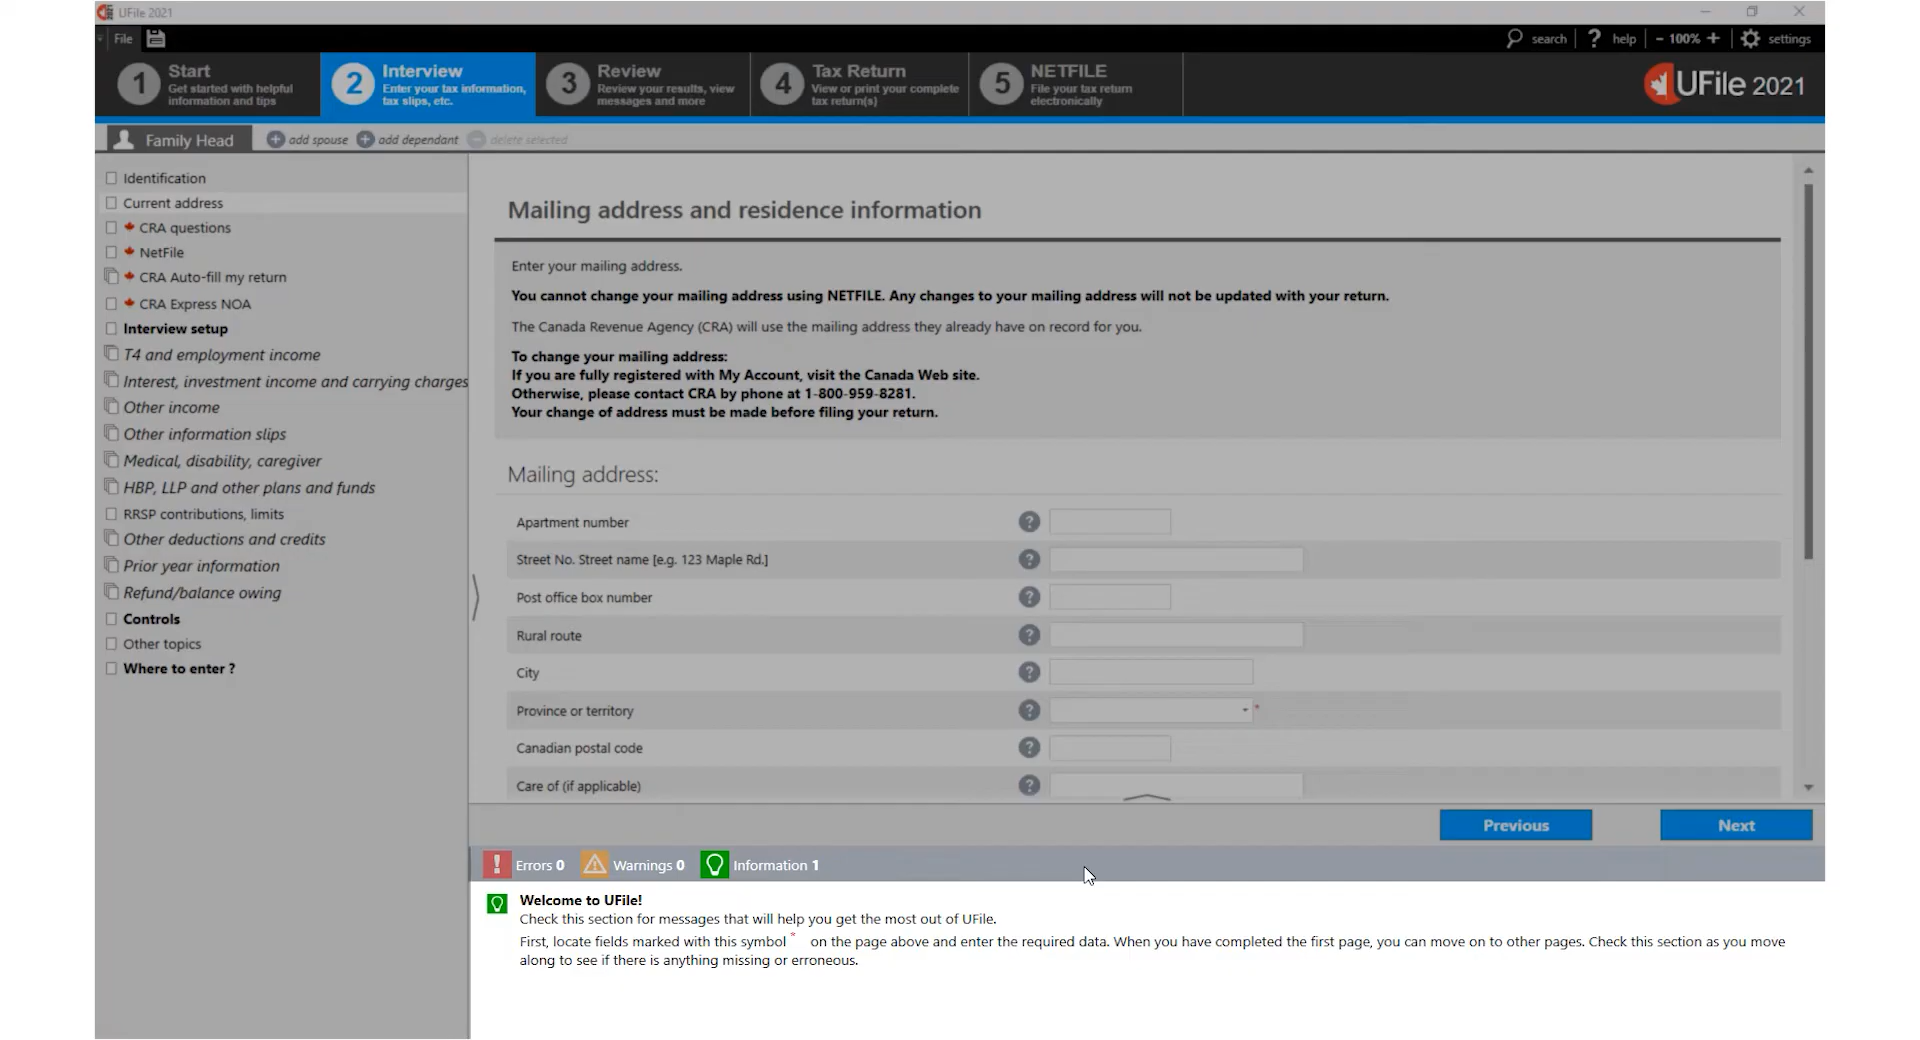 UFile 2021
File
search
help
- 100% +
settings
1
Start
Get started with helpful
information and tips
2
Interview
Enter your tax information,
tax slips, etc.
3
Review
Review your results, view
messages and more
4
Tax Return
View or print your complete
tax return(s)
5
NETFILE
File your tax return
electronically
UFile 2021
Family Head
add spouse
add dependant
delete selected
Identification
Current address
CRA questions
NetFile
CRA Auto-fill my return
CRA Express NOA
Interview setup
T4 and employment income
Interest, investment income and carrying charges
Other income
Other information slips
Medical, disability, caregiver
HBP, LLP and other plans and funds
RRSP contributions, limits
Other deductions and credits
Prior year information
Refund/balance owing
Controls
Other topics
Where to enter ?
Mailing address and residence information
Enter your mailing address.
You cannot change your mailing address using NETFILE. Any changes to your mailing address will not be updated with your return.
The Canada Revenue Agency (CRA) will use the mailing address they already have on record for you.
To change your mailing address:
If you are fully registered with My Account, visit the Canada Web site.
Otherwise, please contact CRA by phone at 1-800-959-8281.
Your change of address must be made before filing your return.
Mailing address:
Apartment number ?
Street No. Street name [e.g. 123 Maple Rd.] ?
Post office box number ?
Rural route ?
City ?
Province or territory ? *
Canadian postal code ?
Care of (if applicable) ?
Previous
Next
Errors 0
Warnings 0
Information 1
Welcome to UFile!
Check this section for messages that will help you get the most out of UFile.
First, locate fields marked with this symbol * on the page above and enter the required data. When you have completed the first page, you can move on to other pages. Check this section as you move
along to see if there is anything missing or erroneous.